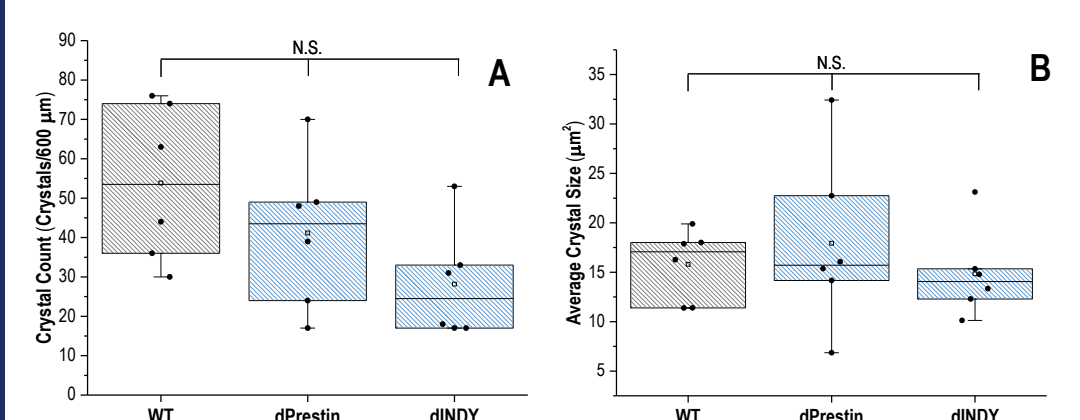 N.S.
A
Crystal Count (Crystals/600 μm)
90
80
70
60
50
40
30
20
10
0
WT
dPrestin
dINDY
N.S.
B
Average Crystal Size (μm²)
35
30
25
20
15
10
5
WT
dPrestin
dINDY